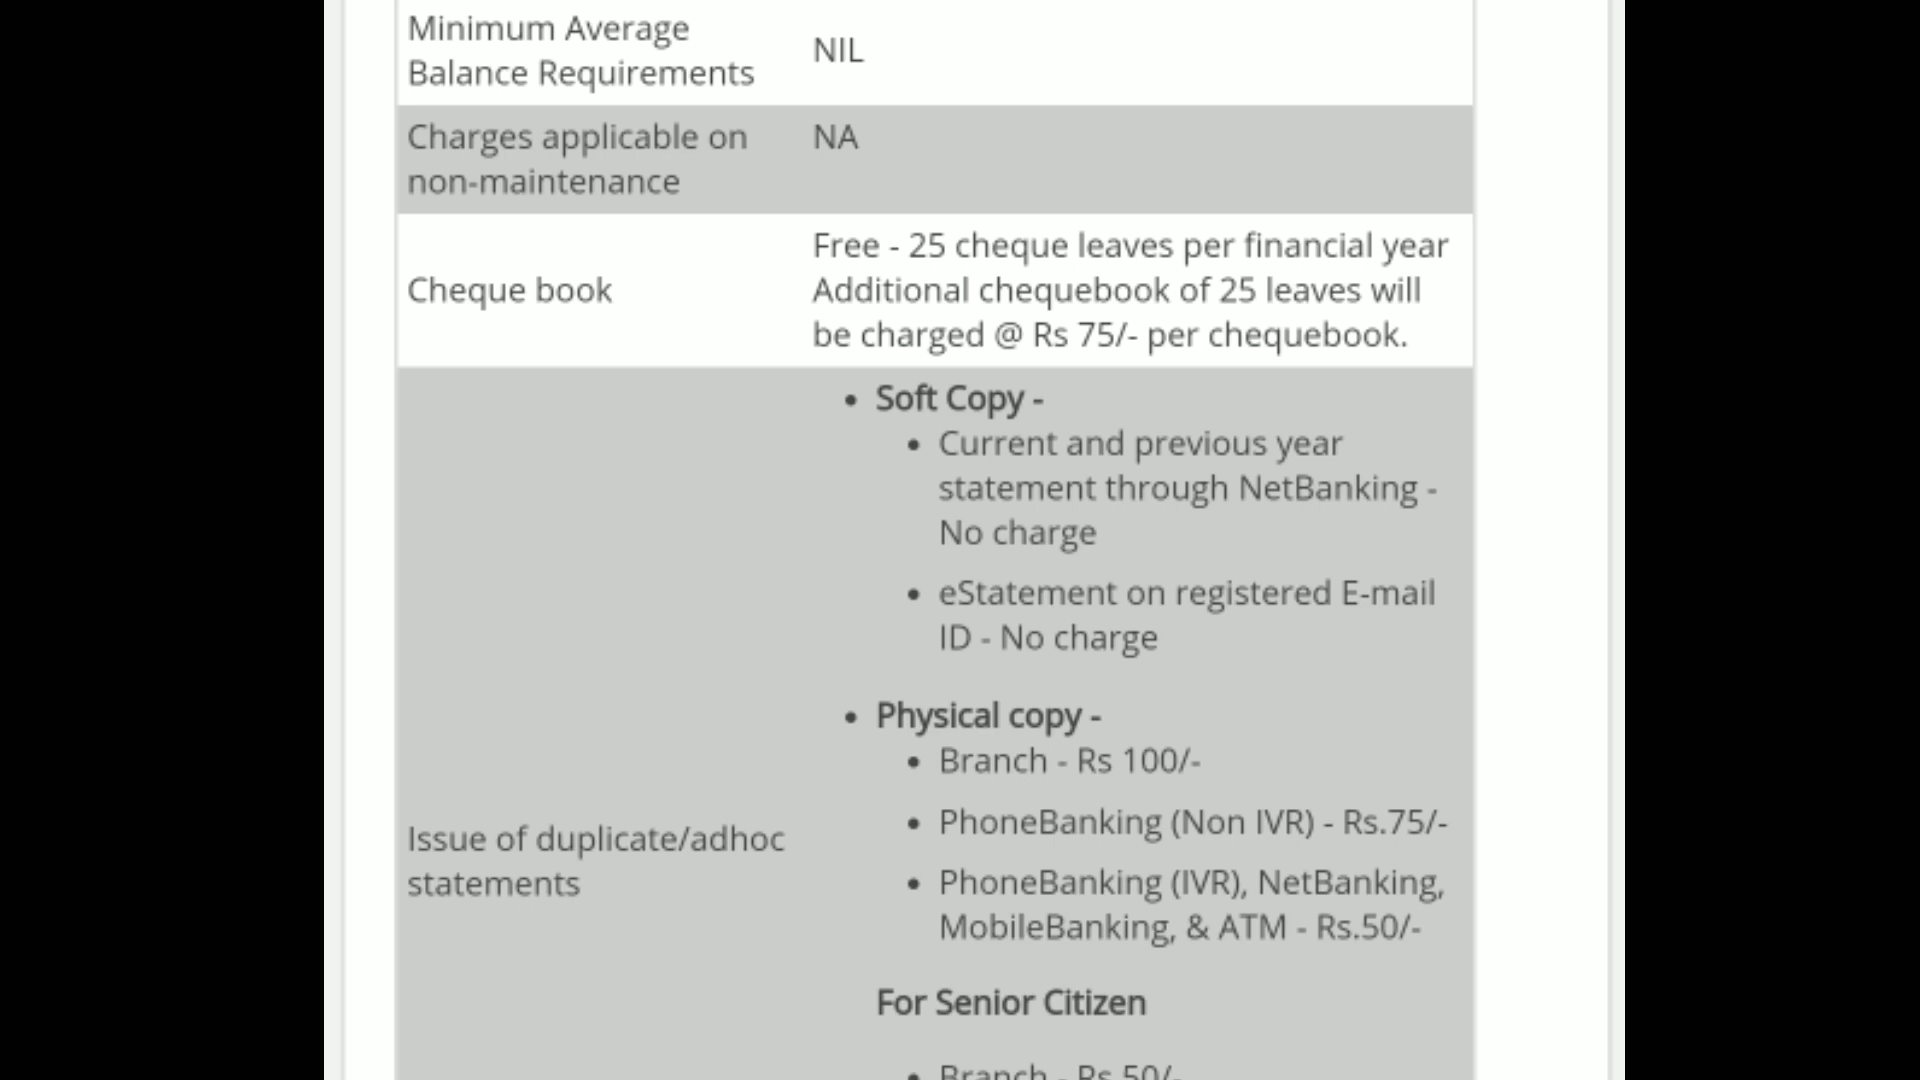 Minimum Average
Balance Requirements
NIL
Charges applicable on
non-maintenance
NA
Cheque book
Free - 25 cheque leaves per financial year
Additional chequebook of 25 leaves will
be charged @ Rs 75/- per chequebook.
Issue of duplicate/adhoc
statements
• Soft Copy -
• Current and previous year
statement through NetBanking -
No charge
• eStatement on registered E-mail
ID - No charge
• Physical copy -
• Branch - Rs 100/-
• PhoneBanking (Non IVR) - Rs.75/-
• PhoneBanking (IVR), NetBanking,
MobileBanking, & ATM - Rs.50/-
For Senior Citizen
• Branch - Rs 50/-